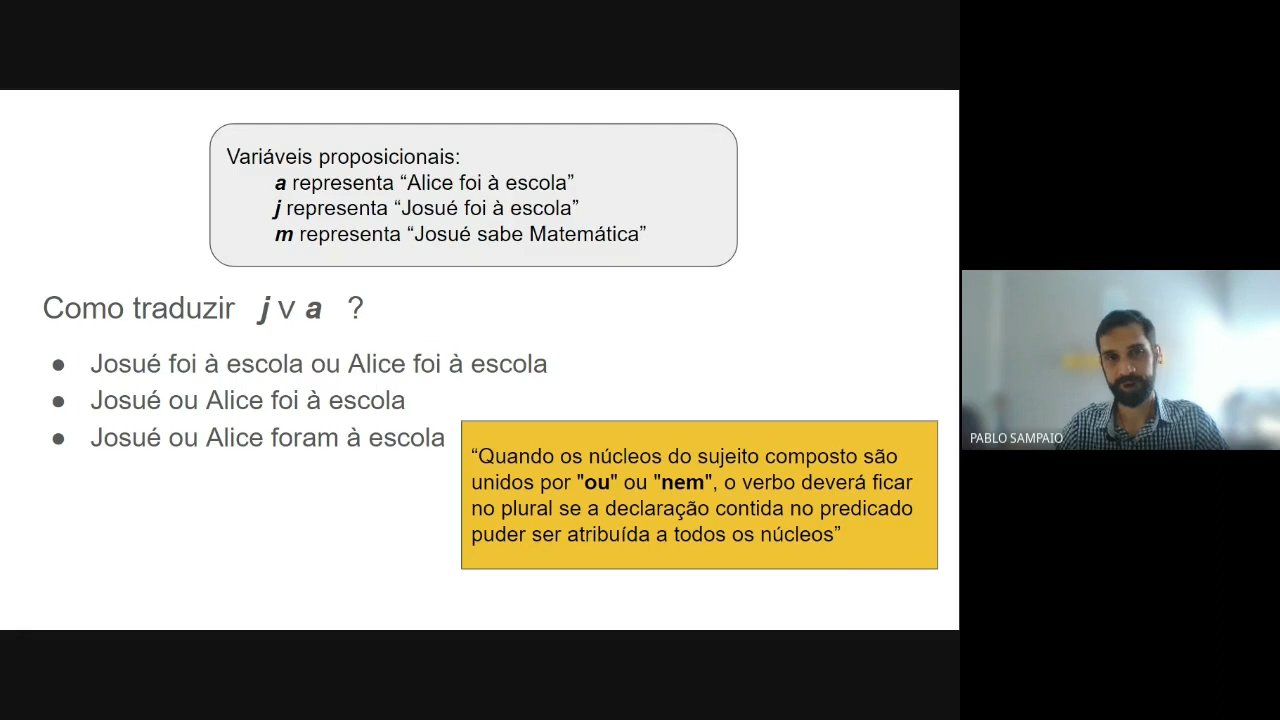 Variáveis proposicionais:
a representa “Alice foi à escola”
j representa “Josué foi à escola”
m representa “Josué sabe Matemática”
Como traduzir j ∨ a ?
● Josué foi à escola ou Alice foi à escola
● Josué ou Alice foi à escola
● Josué ou Alice foram à escola
“Quando os núcleos do sujeito composto são
unidos por "ou" ou "nem", o verbo deverá ficar
no plural se a declaração contida no predicado
puder ser atribuída a todos os núcleos”
PABLO SAMPAIO